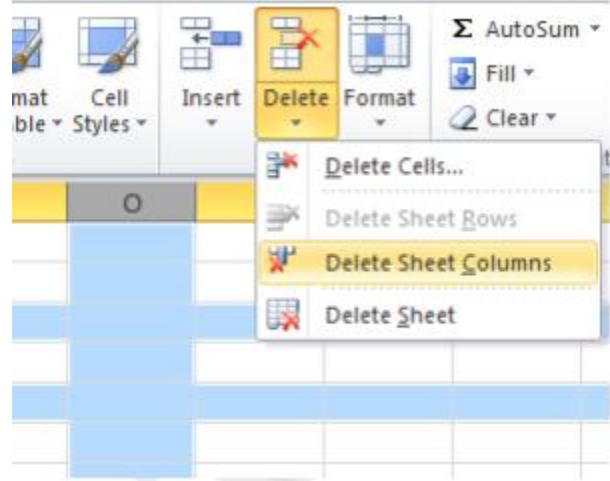 Σ AutoSum
Fill
Clear
mat
ble
Cell
Styles
Insert
Delete
Format
Delete Cells...
Delete Sheet Rows
Delete Sheet Columns
Delete Sheet
O